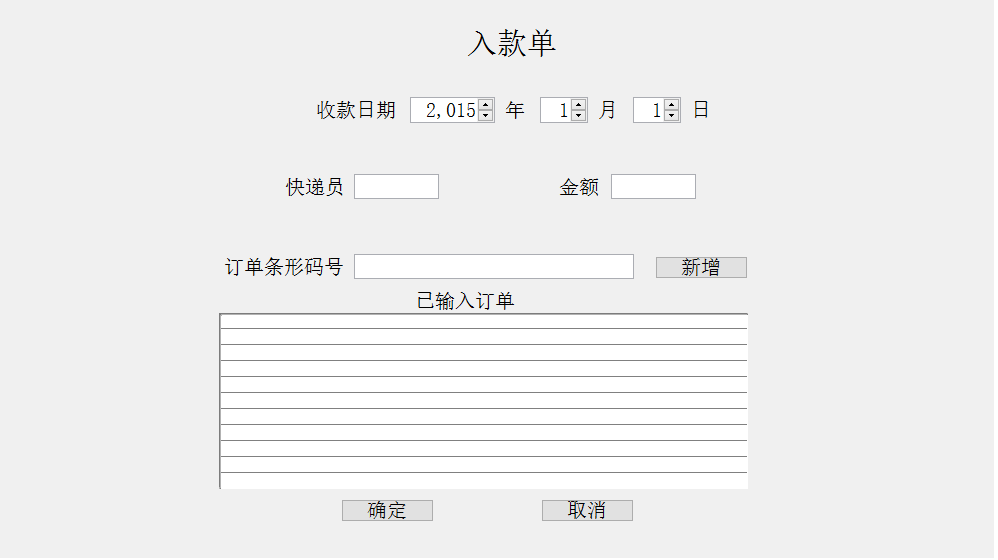 入款单
收款日期 2,015 年 1 月 1 日
快递员 金额
订单条形码号 新增
已输入订单
确定 取消